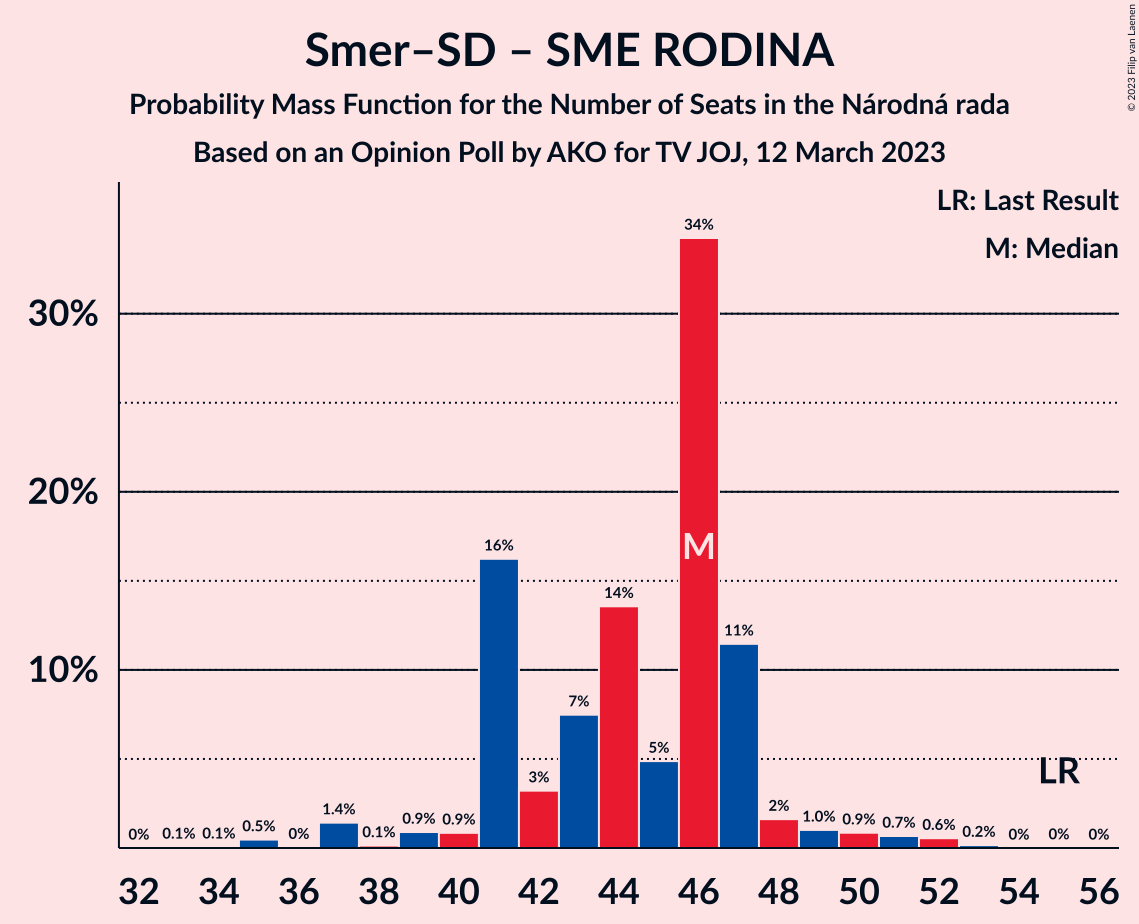 Smer–SD – SME RODINA
Probability Mass Function for the Number of Seats in the Národná rada
Based on an Opinion Poll by AKO for TV JOJ, 12 March 2023
© 2023 Filip van Laenen
LR: Last Result
M: Median
30%
20%
10%
0% 0.1% 0.1% 0.5% 0% 1.4% 0.1% 0.9% 0.9% 16% 3% 7% 14% 5% 34% 11% 2% 1.0% 0.9% 0.7% 0.6% 0.2% 0% 0% 0%
M
LR
32 34 36 38 40 42 44 46 48 50 52 54 56